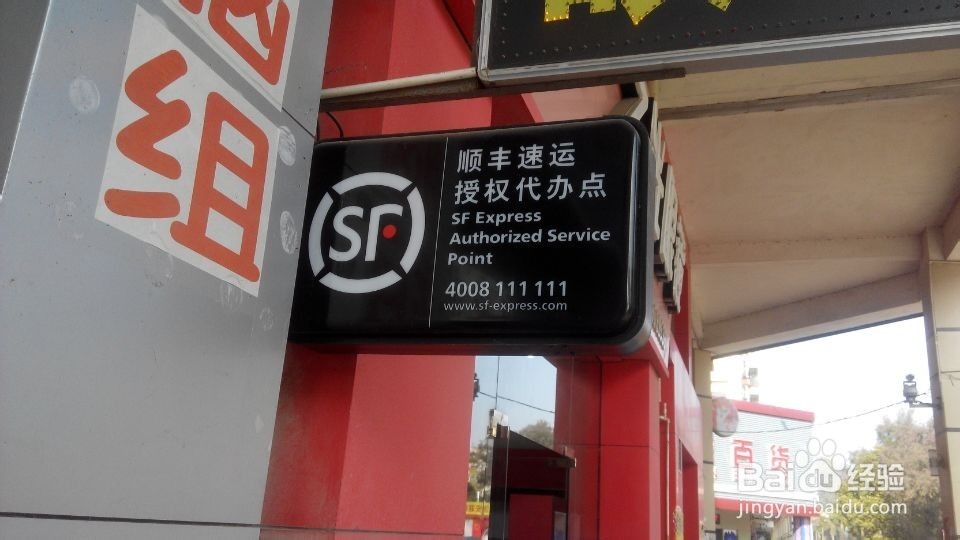 组
SF
顺丰速运
授权代办点
SF Express
Authorized Service
Point
4008 111 111
www.sf-express.com
百货
Baidu经验
jingyan.baidu.com